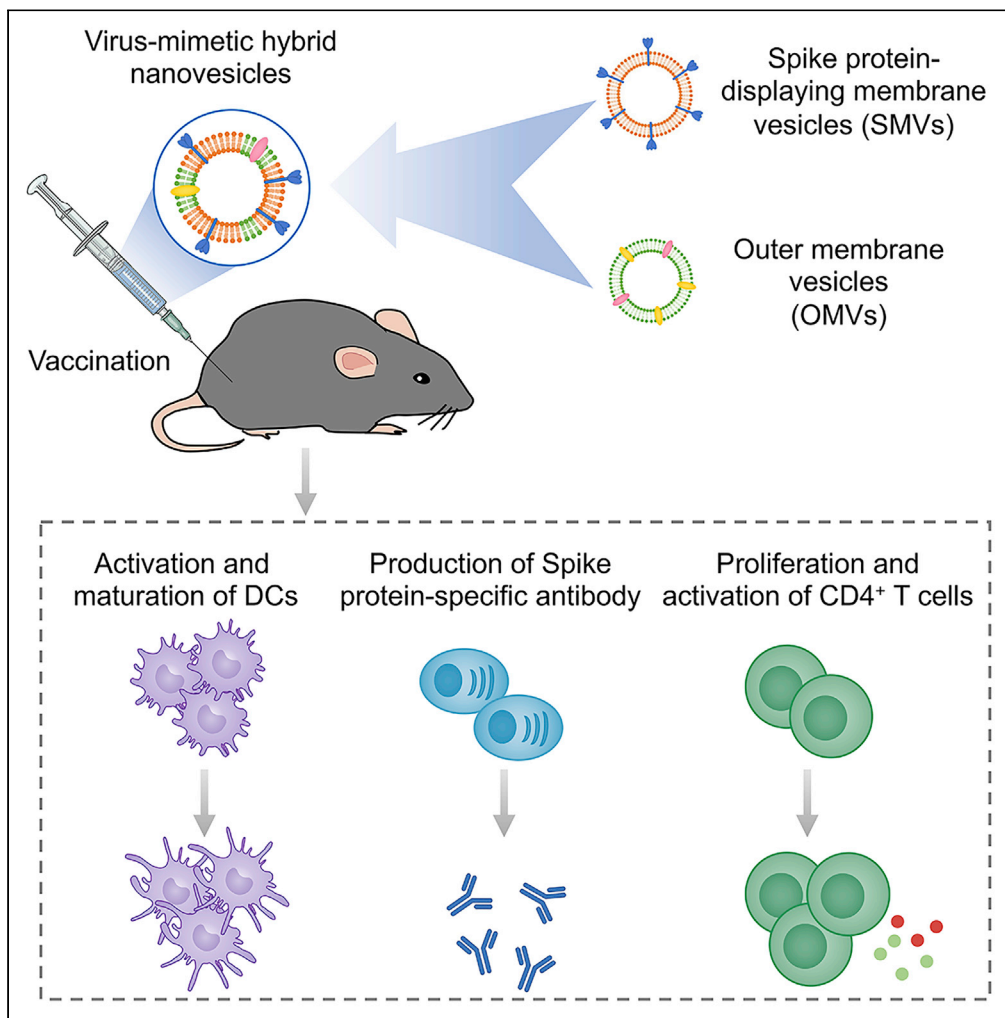 Virus-mimetic hybrid
nanovesicles
Spike protein-
displaying membrane
vesicles (SMVs)
Outer membrane
vesicles
(OMVs)
Vaccination
Activation and
maturation of DCs
Production of Spike
protein-specific antibody
Proliferation and
activation of CD4⁺ T cells